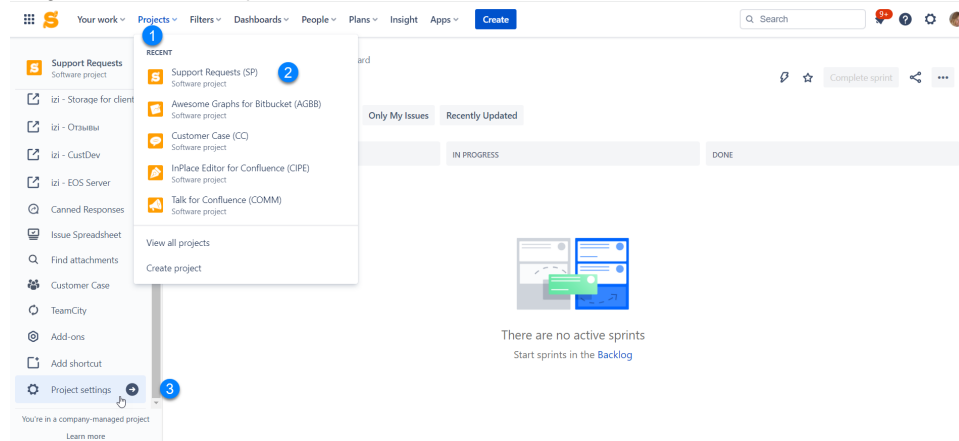 Your work Projects Filters Dashboards People Plans Insight Apps Create Search 9+ ?
1
RECENT
Support Requests (SP) 2
Software project
Awesome Graphs for Bitbucket (AGBB)
Software project
Customer Case (CC)
Software project
InPlace Editor for Confluence (CIPE)
Software project
Talk for Confluence (COMM)
Software project
View all projects
Create project
Support Requests
Software project
izi - Storage for client
izi - Отзывы
izi - CustDev
izi - EOS Server
Canned Responses
Issue Spreadsheet
Find attachments
Customer Case
TeamCity
Add-ons
Add shortcut
Project settings 3
You're in a company-managed project
Learn more
ard
Complete sprint
Only My Issues Recently Updated
IN PROGRESS DONE
There are no active sprints
Start sprints in the Backlog